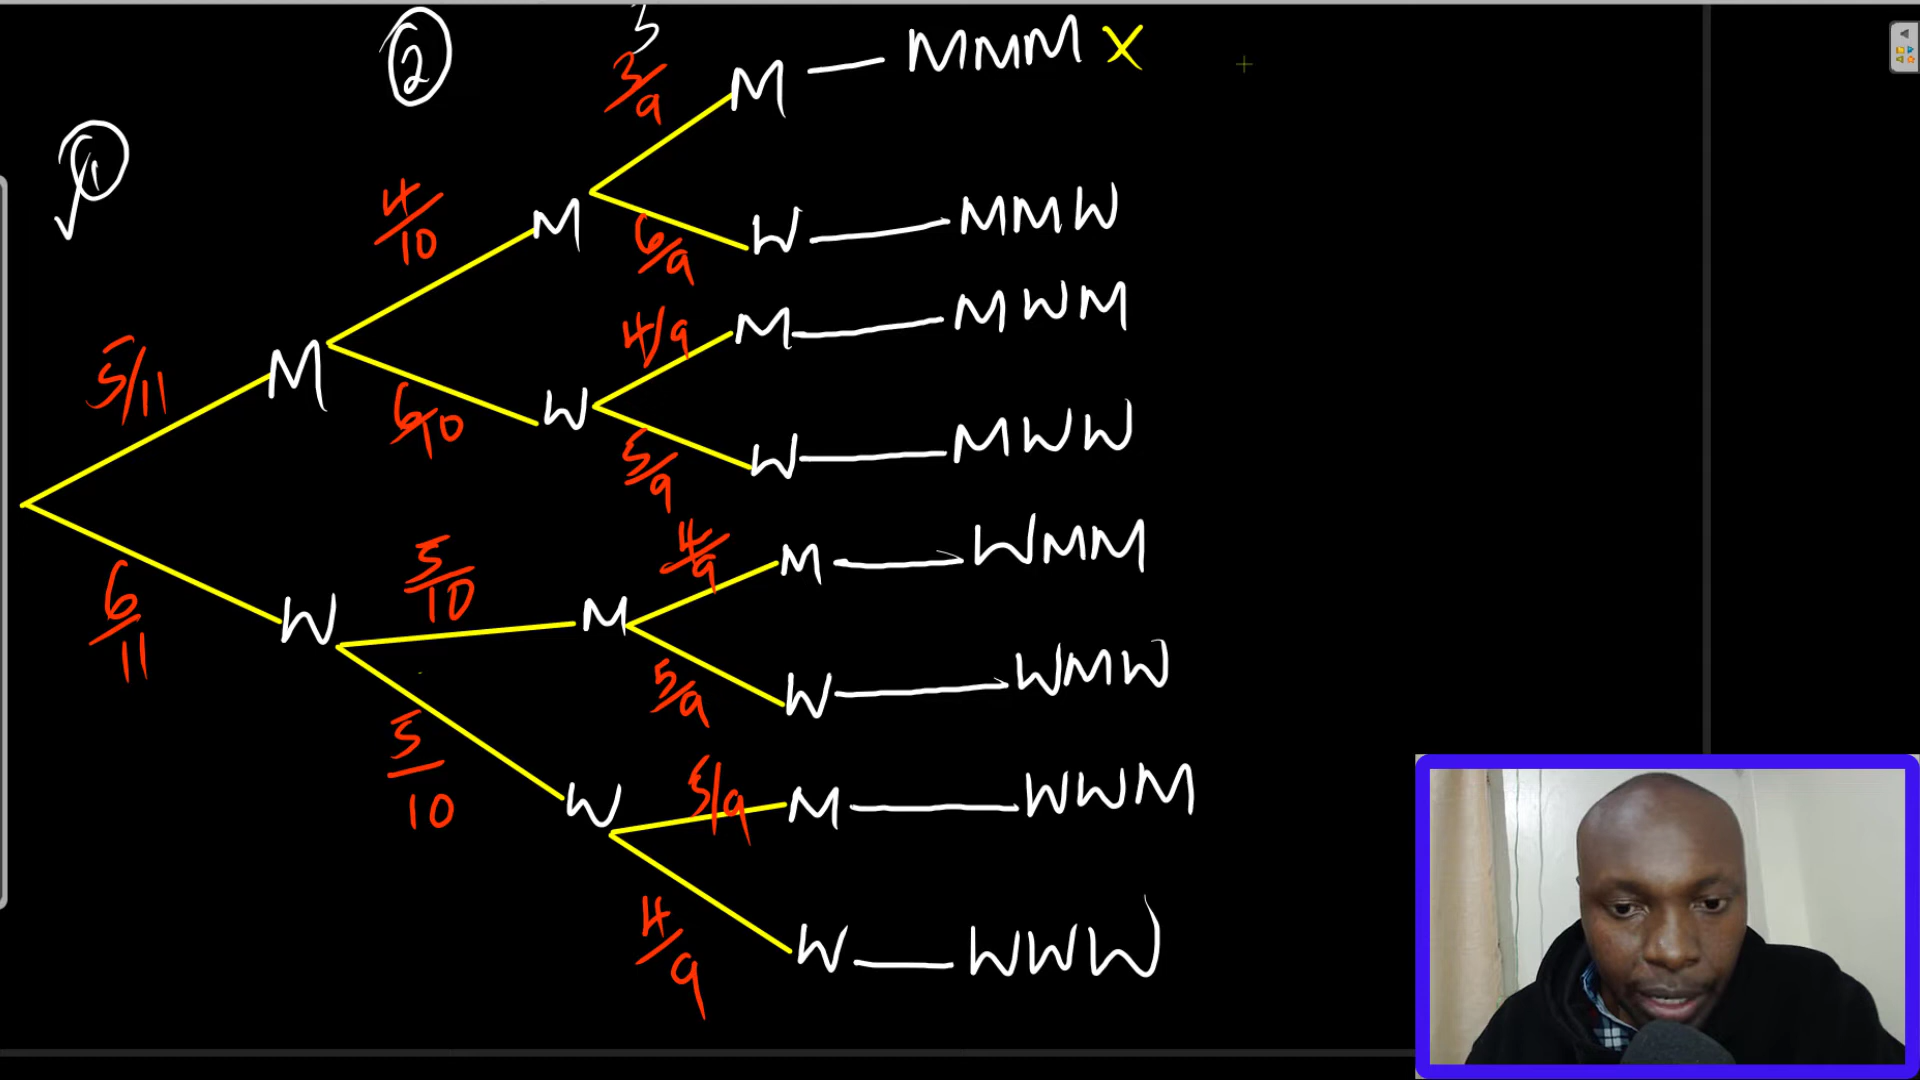 2
3
3/9
M — MMM X
1
4/10
M
6/9
W — MMW
5/11
M
4/9
M — MWM
6/10
W
5/9
W — MWW
6/11
W
5/10
M
4/9
M — WMM
5/9
W — WMW
5/10
W
5/9
M — WWM
4/9
W — WWW